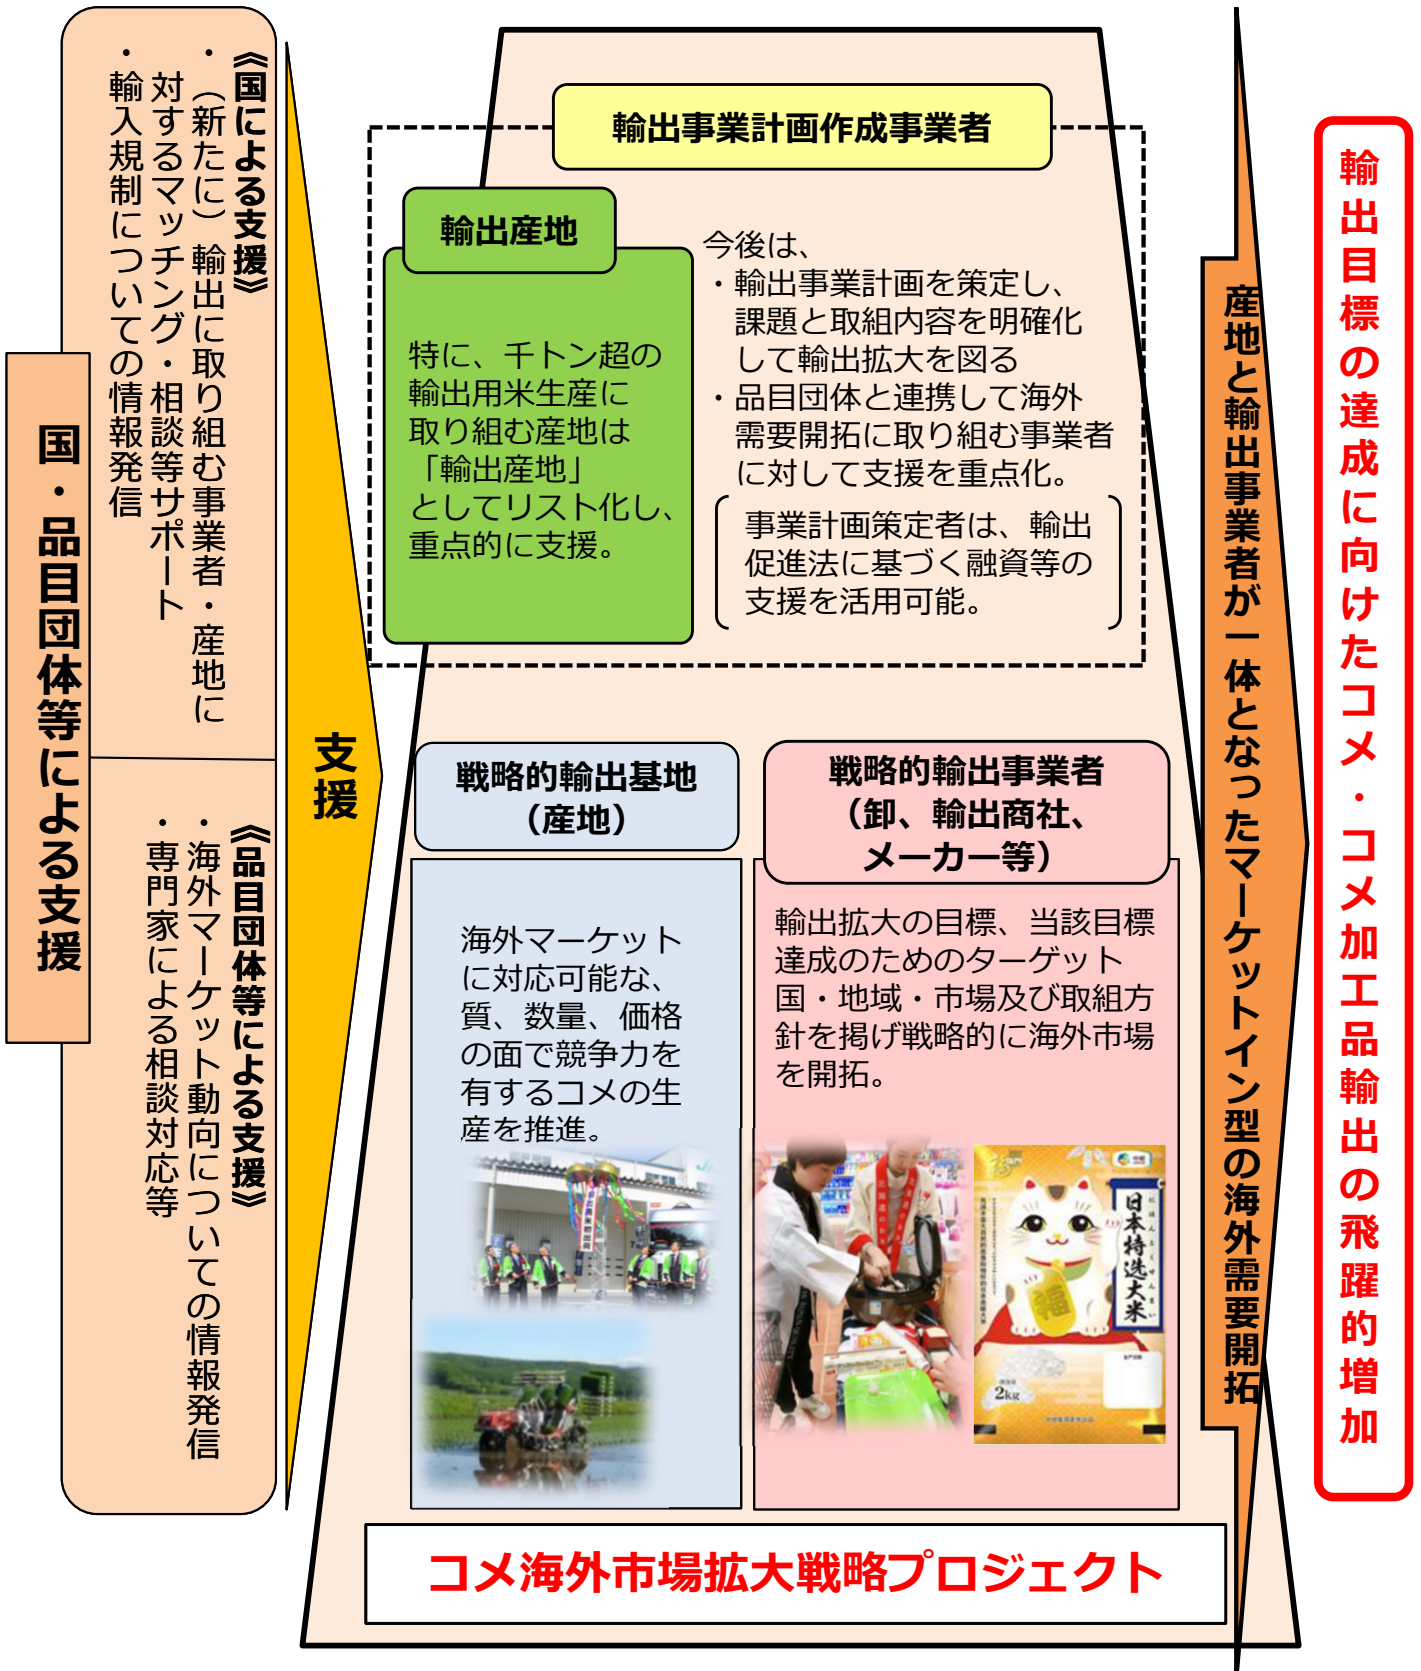 国・品目団体等による支援
《国による支援》
・（新たに）輸出に取り組む事業者・産地に
対するマッチング・相談等サポート
・輸入規制についての情報発信
《品目団体等による支援》
・海外マーケット動向についての情報発信
・専門家による相談対応等
支援
輸出事業計画作成事業者
輸出産地
特に、千トン超の
輸出用米生産に
取り組む産地は
「輸出産地」
としてリスト化し、
重点的に支援。
今後は、
・輸出事業計画を策定し、
課題と取組内容を明確化
して輸出拡大を図る
・品目団体と連携して海外
需要開拓に取り組む事業者
に対して支援を重点化。
事業計画策定者は、輸出
促進法に基づく融資等の
支援を活用可能。
戦略的輸出基地
（産地）
海外マーケット
に対応可能な、
質、数量、価格
の面で競争力を
有するコメの生
産を推進。
戦略的輸出事業者
（卸、輸出商社、
メーカー等）
輸出拡大の目標、当該目標
達成のためのターゲット
国・地域・市場及び取組方
針を掲げ戦略的に海外市場
を開拓。
日本特选大米
にほんとくせんまい
福
2kg
コメ海外市場拡大戦略プロジェクト
産地と輸出事業者が一体となったマーケットイン型の海外需要開拓
輸出目標の達成に向けたコメ・コメ加工品輸出の飛躍的増加